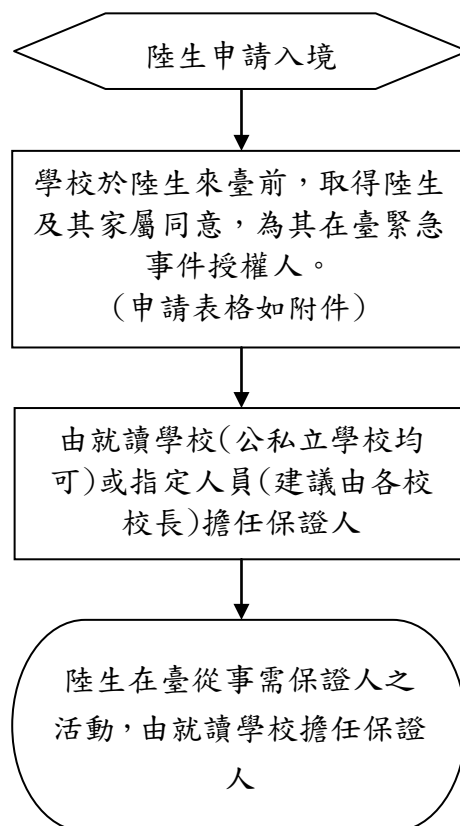 陸生申請入境
學校於陸生來臺前，取得陸生
及其家屬同意，為其在臺緊急
事件授權人。
(申請表格如附件)
由就讀學校(公私立學校均
可)或指定人員(建議由各校
校長)擔任保證人
陸生在臺從事需保證人之
活動，由就讀學校擔任保證
人